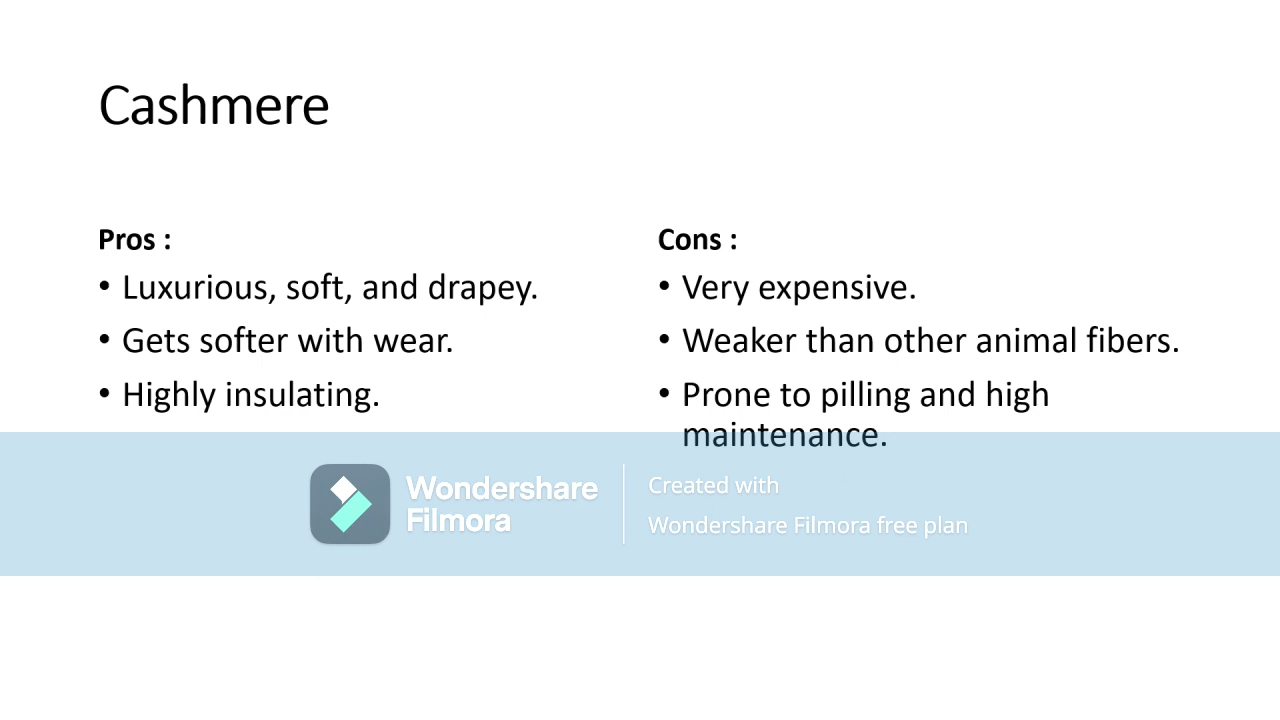 Cashmere
Pros :
• Luxurious, soft, and drapey.
• Gets softer with wear.
• Highly insulating.
Cons :
• Very expensive.
• Weaker than other animal fibers.
• Prone to pilling and high
maintenance.
Wondershare
Filmora
Created with
Wondershare Filmora free plan